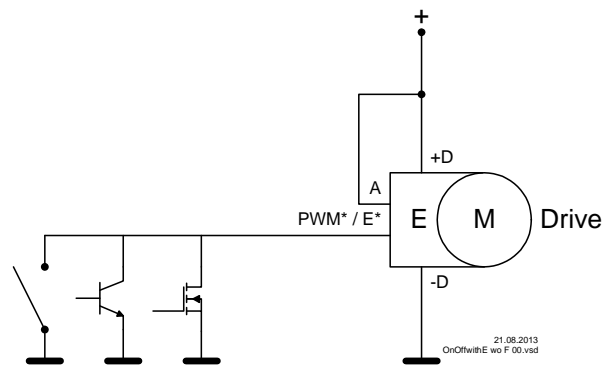 +
+D
A
PWM* / E*
E
M
Drive
-D
21.08.2013
OnOffwithE wo F 00.vsd